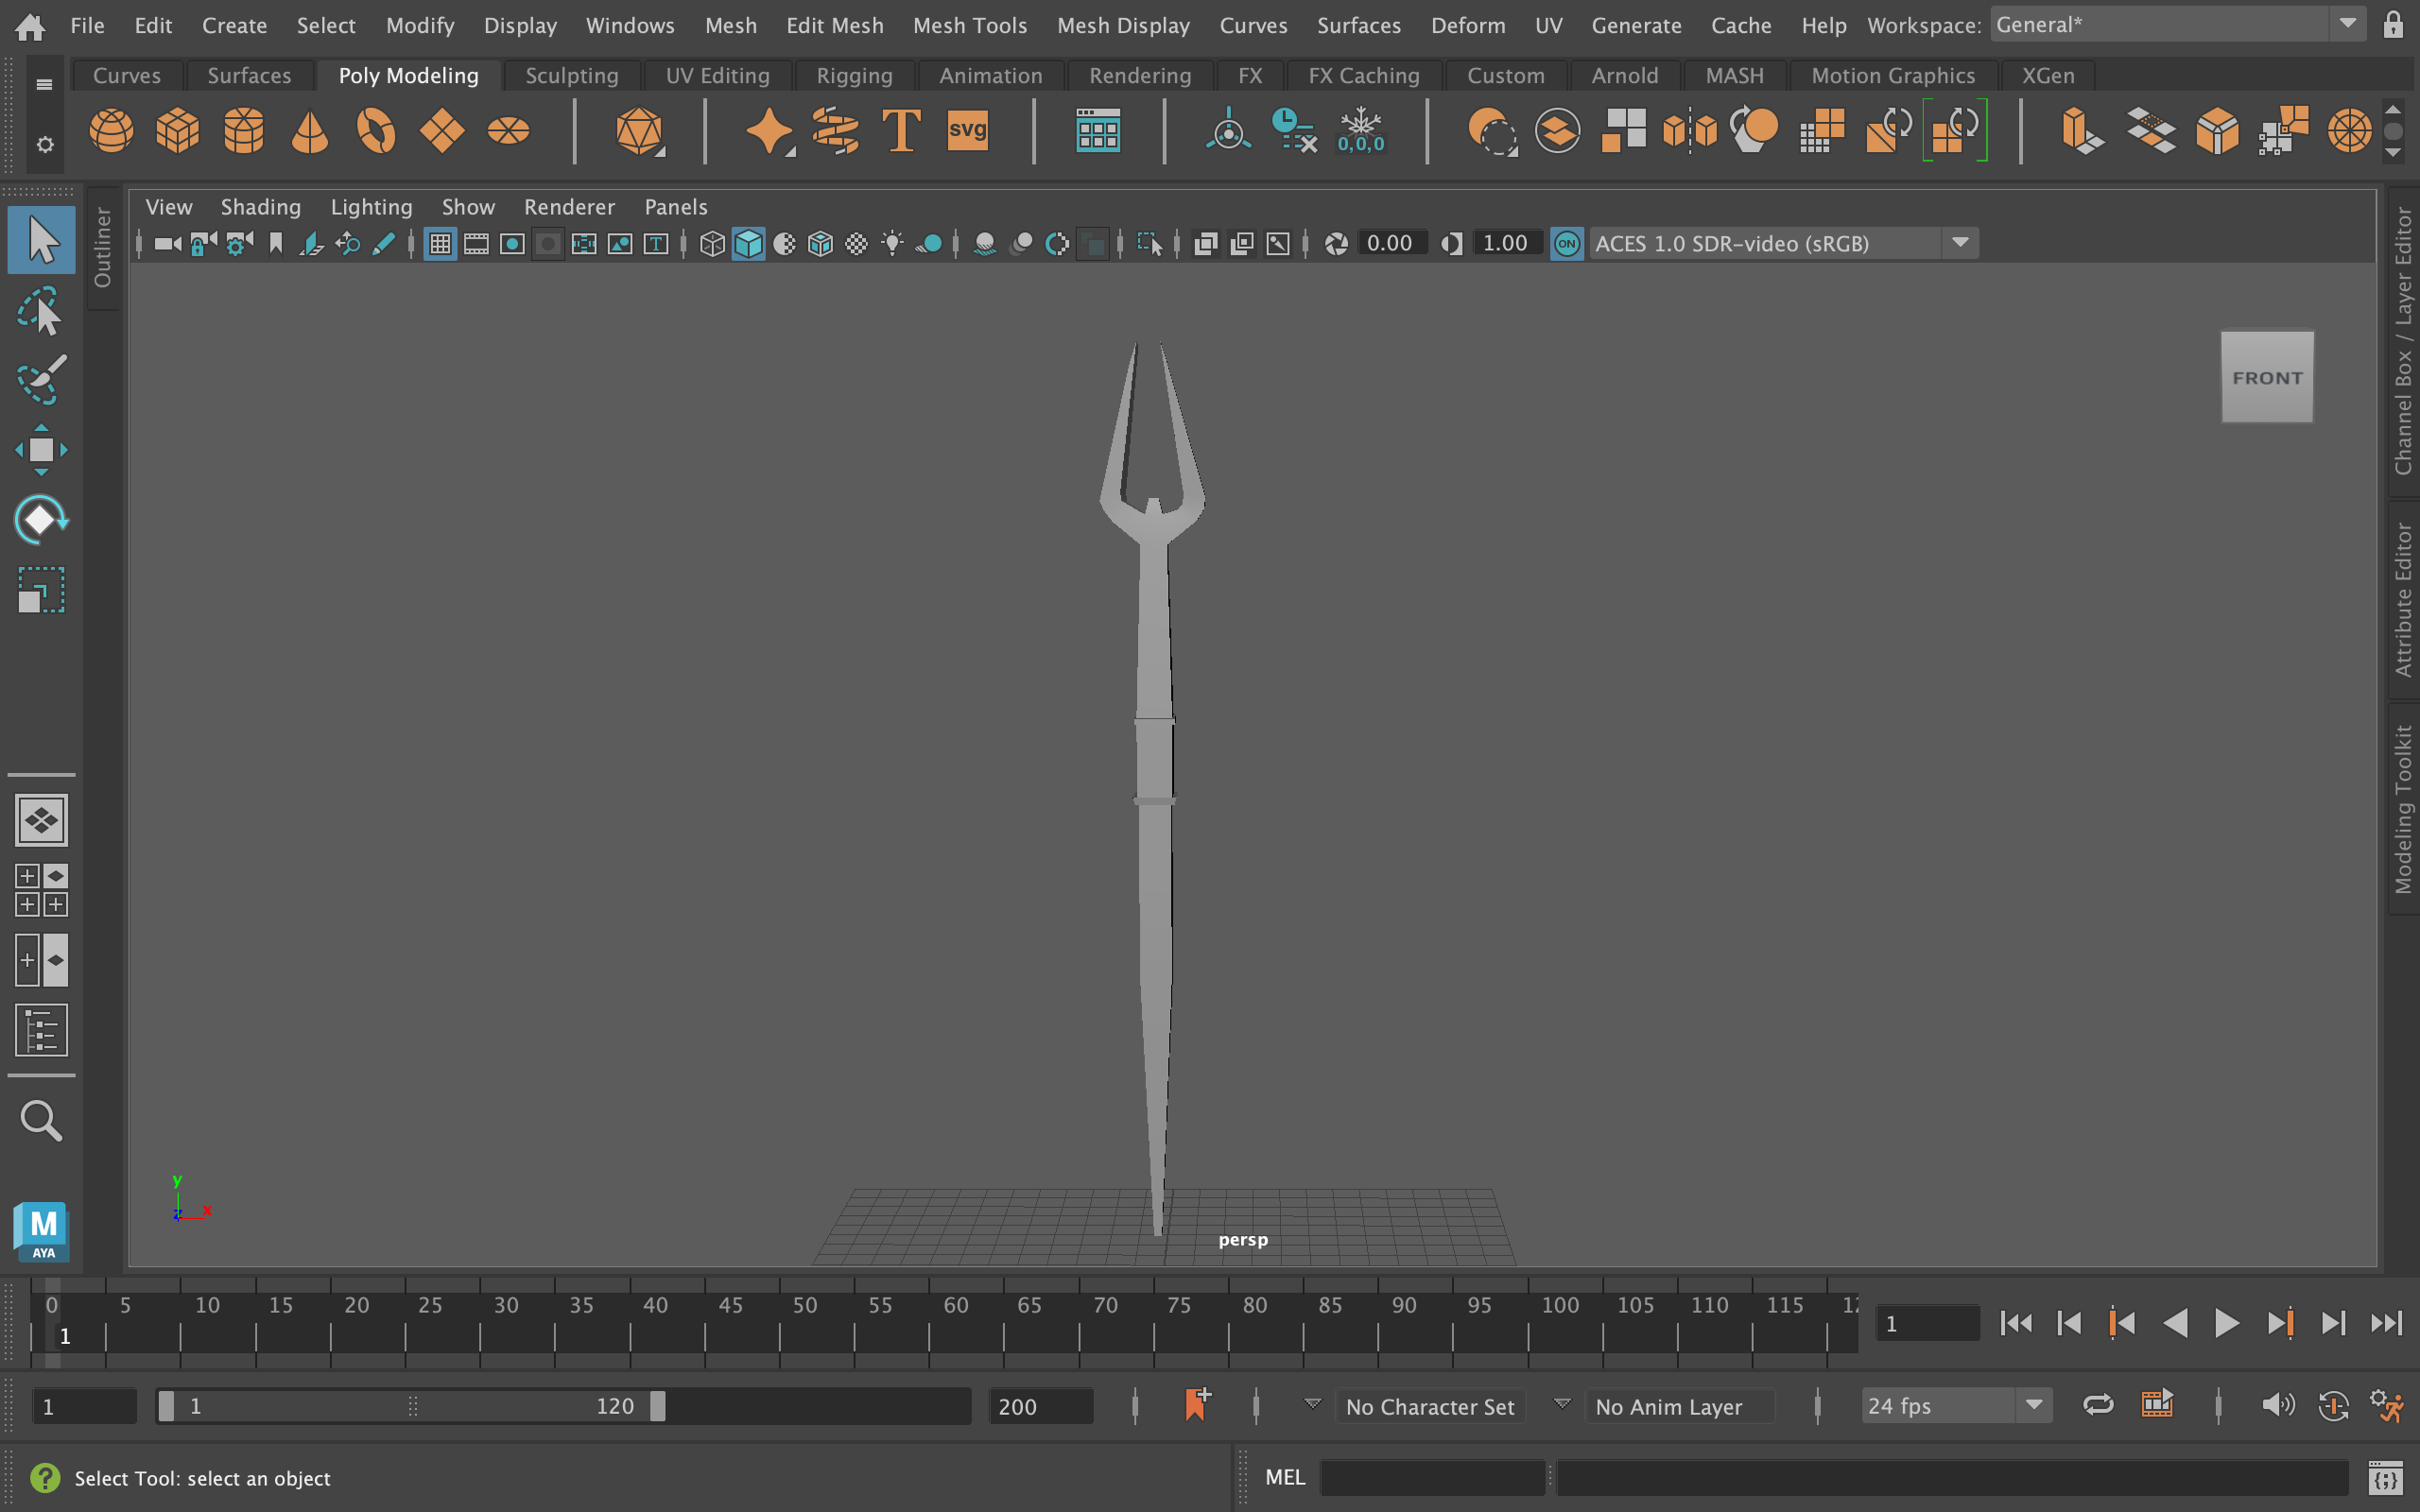 File Edit Create Select Modify Display Windows Mesh Edit Mesh Mesh Tools Mesh Display Curves Surfaces Deform UV Generate Cache Help Workspace: General*
Curves Surfaces Poly Modeling Sculpting UV Editing Rigging Animation Rendering FX FX Caching Custom Arnold MASH Motion Graphics XGen
T svg 0,0,0
Outliner
View Shading Lighting Show Renderer Panels
T 0.00 1.00 ON ACES 1.0 SDR-video (sRGB)
FRONT
Channel Box / Layer Editor
Attribute Editor
Modeling Toolkit
y
z x
persp
M
AYA
0 5 10 15 20 25 30 35 40 45 50 55 60 65 70 75 80 85 90 95 100 105 110 115
1
1
1 1 120 200 No Character Set No Anim Layer 24 fps
? Select Tool: select an object MEL {;}